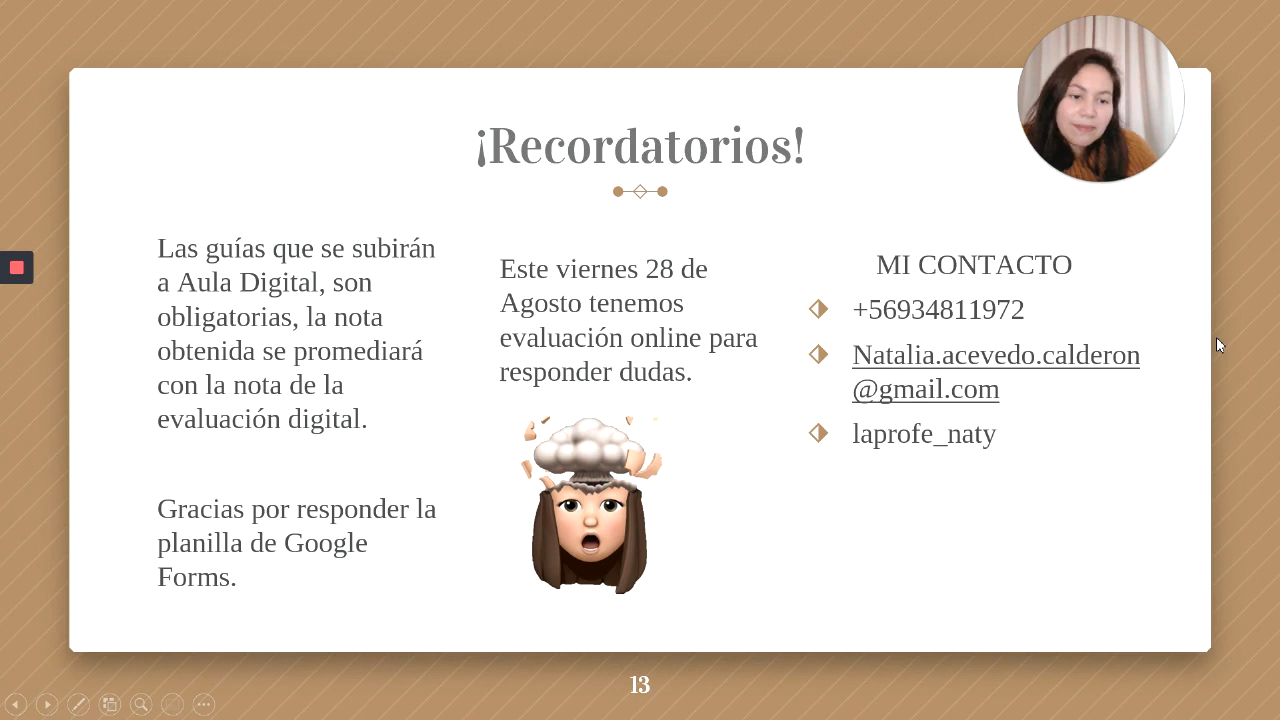 ¡Recordatorios!
Las guías que se subirán
a Aula Digital, son
obligatorias, la nota
obtenida se promediará
con la nota de la
evaluación digital.
Gracias por responder la
planilla de Google
Forms.
Este viernes 28 de
Agosto tenemos
evaluación online para
responder dudas.
MI CONTACTO
+56934811972
Natalia.acevedo.calderon
@gmail.com
laprofe_naty
13